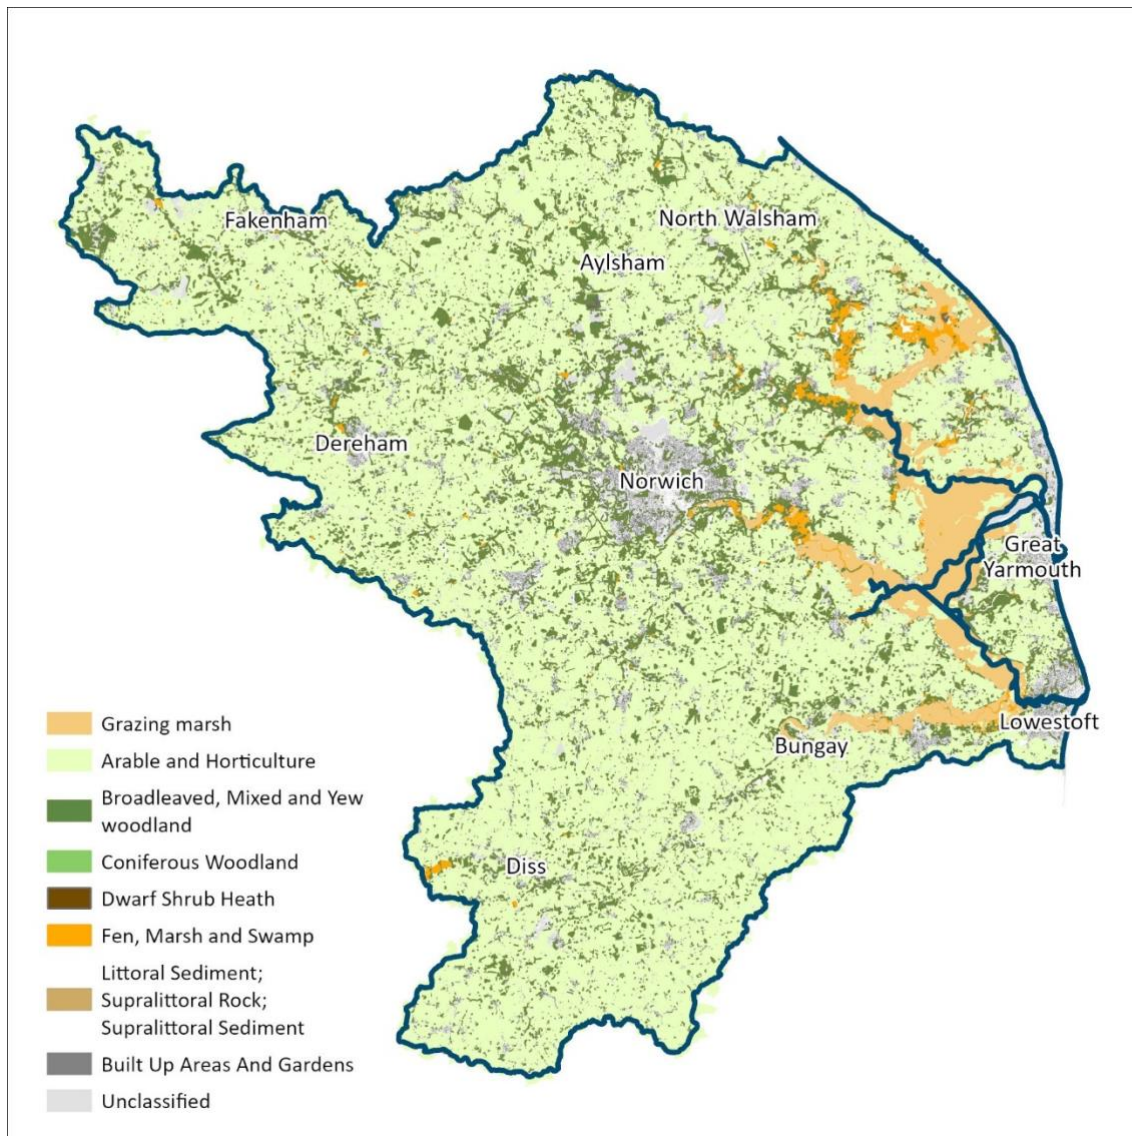 Fakenham
North Walsham
Aylsham
Dereham
Norwich
Great
Yarmouth
Lowestoft
Bungay
Diss
Grazing marsh
Arable and Horticulture
Broadleaved, Mixed and Yew
woodland
Coniferous Woodland
Dwarf Shrub Heath
Fen, Marsh and Swamp
Littoral Sediment;
Supralittoral Rock;
Supralittoral Sediment
Built Up Areas And Gardens
Unclassified